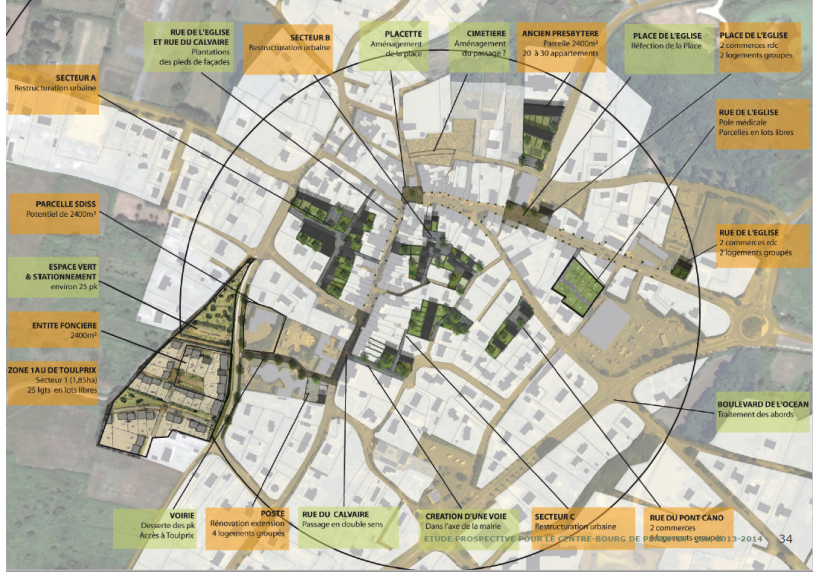 RUE DE L'EGLISE
ET RUE DU CALVAIRE
Plantations
des pieds de façades
SECTEUR B
Restructuration urbaine
PLACETTE
Aménagement
de la place
CIMETIERE
Aménagement
du passage ?
ANCIEN PRESBYTERE
Parcelle 2400m²
20 à 30 appartements
PLACE DE L'EGLISE
Réfection de la Place
PLACE DE L'EGLISE
2 commerces rdc
2 logements groupés
SECTEUR A
Restructuration urbaine
RUE DE L'EGLISE
Pole médicale
Parcelles en lots libres
PARCELLE SDISS
Potentiel de 2400m²
RUE DE L'EGLISE
2 commerces rdc
2 logements groupés
ESPACE VERT
& STATIONNEMENT
environ 25 pk
ENTITE FONCIERE
2400m²
ZONE 1AU DE TOULPRIX
Secteur 1 (1,85ha)
25 lgts en lots libres
BOULEVARD DE L'OCEAN
Traitement des abords
VOIRIE
Desserte des pk
Accès à Toulprix
POSTE
Rénovation extension
4 logements groupés
RUE DU CALVAIRE
Passage en double sens
CREATION D'UNE VOIE
Dans l'axe de la mairie
SECTEUR C
Restructuration urbaine
RUE DU PONT CANO
2 commerces
logements groupés
ETUDE PROSPECTIVE POUR LE CENTRE-BOURG DE 2013-2014 34